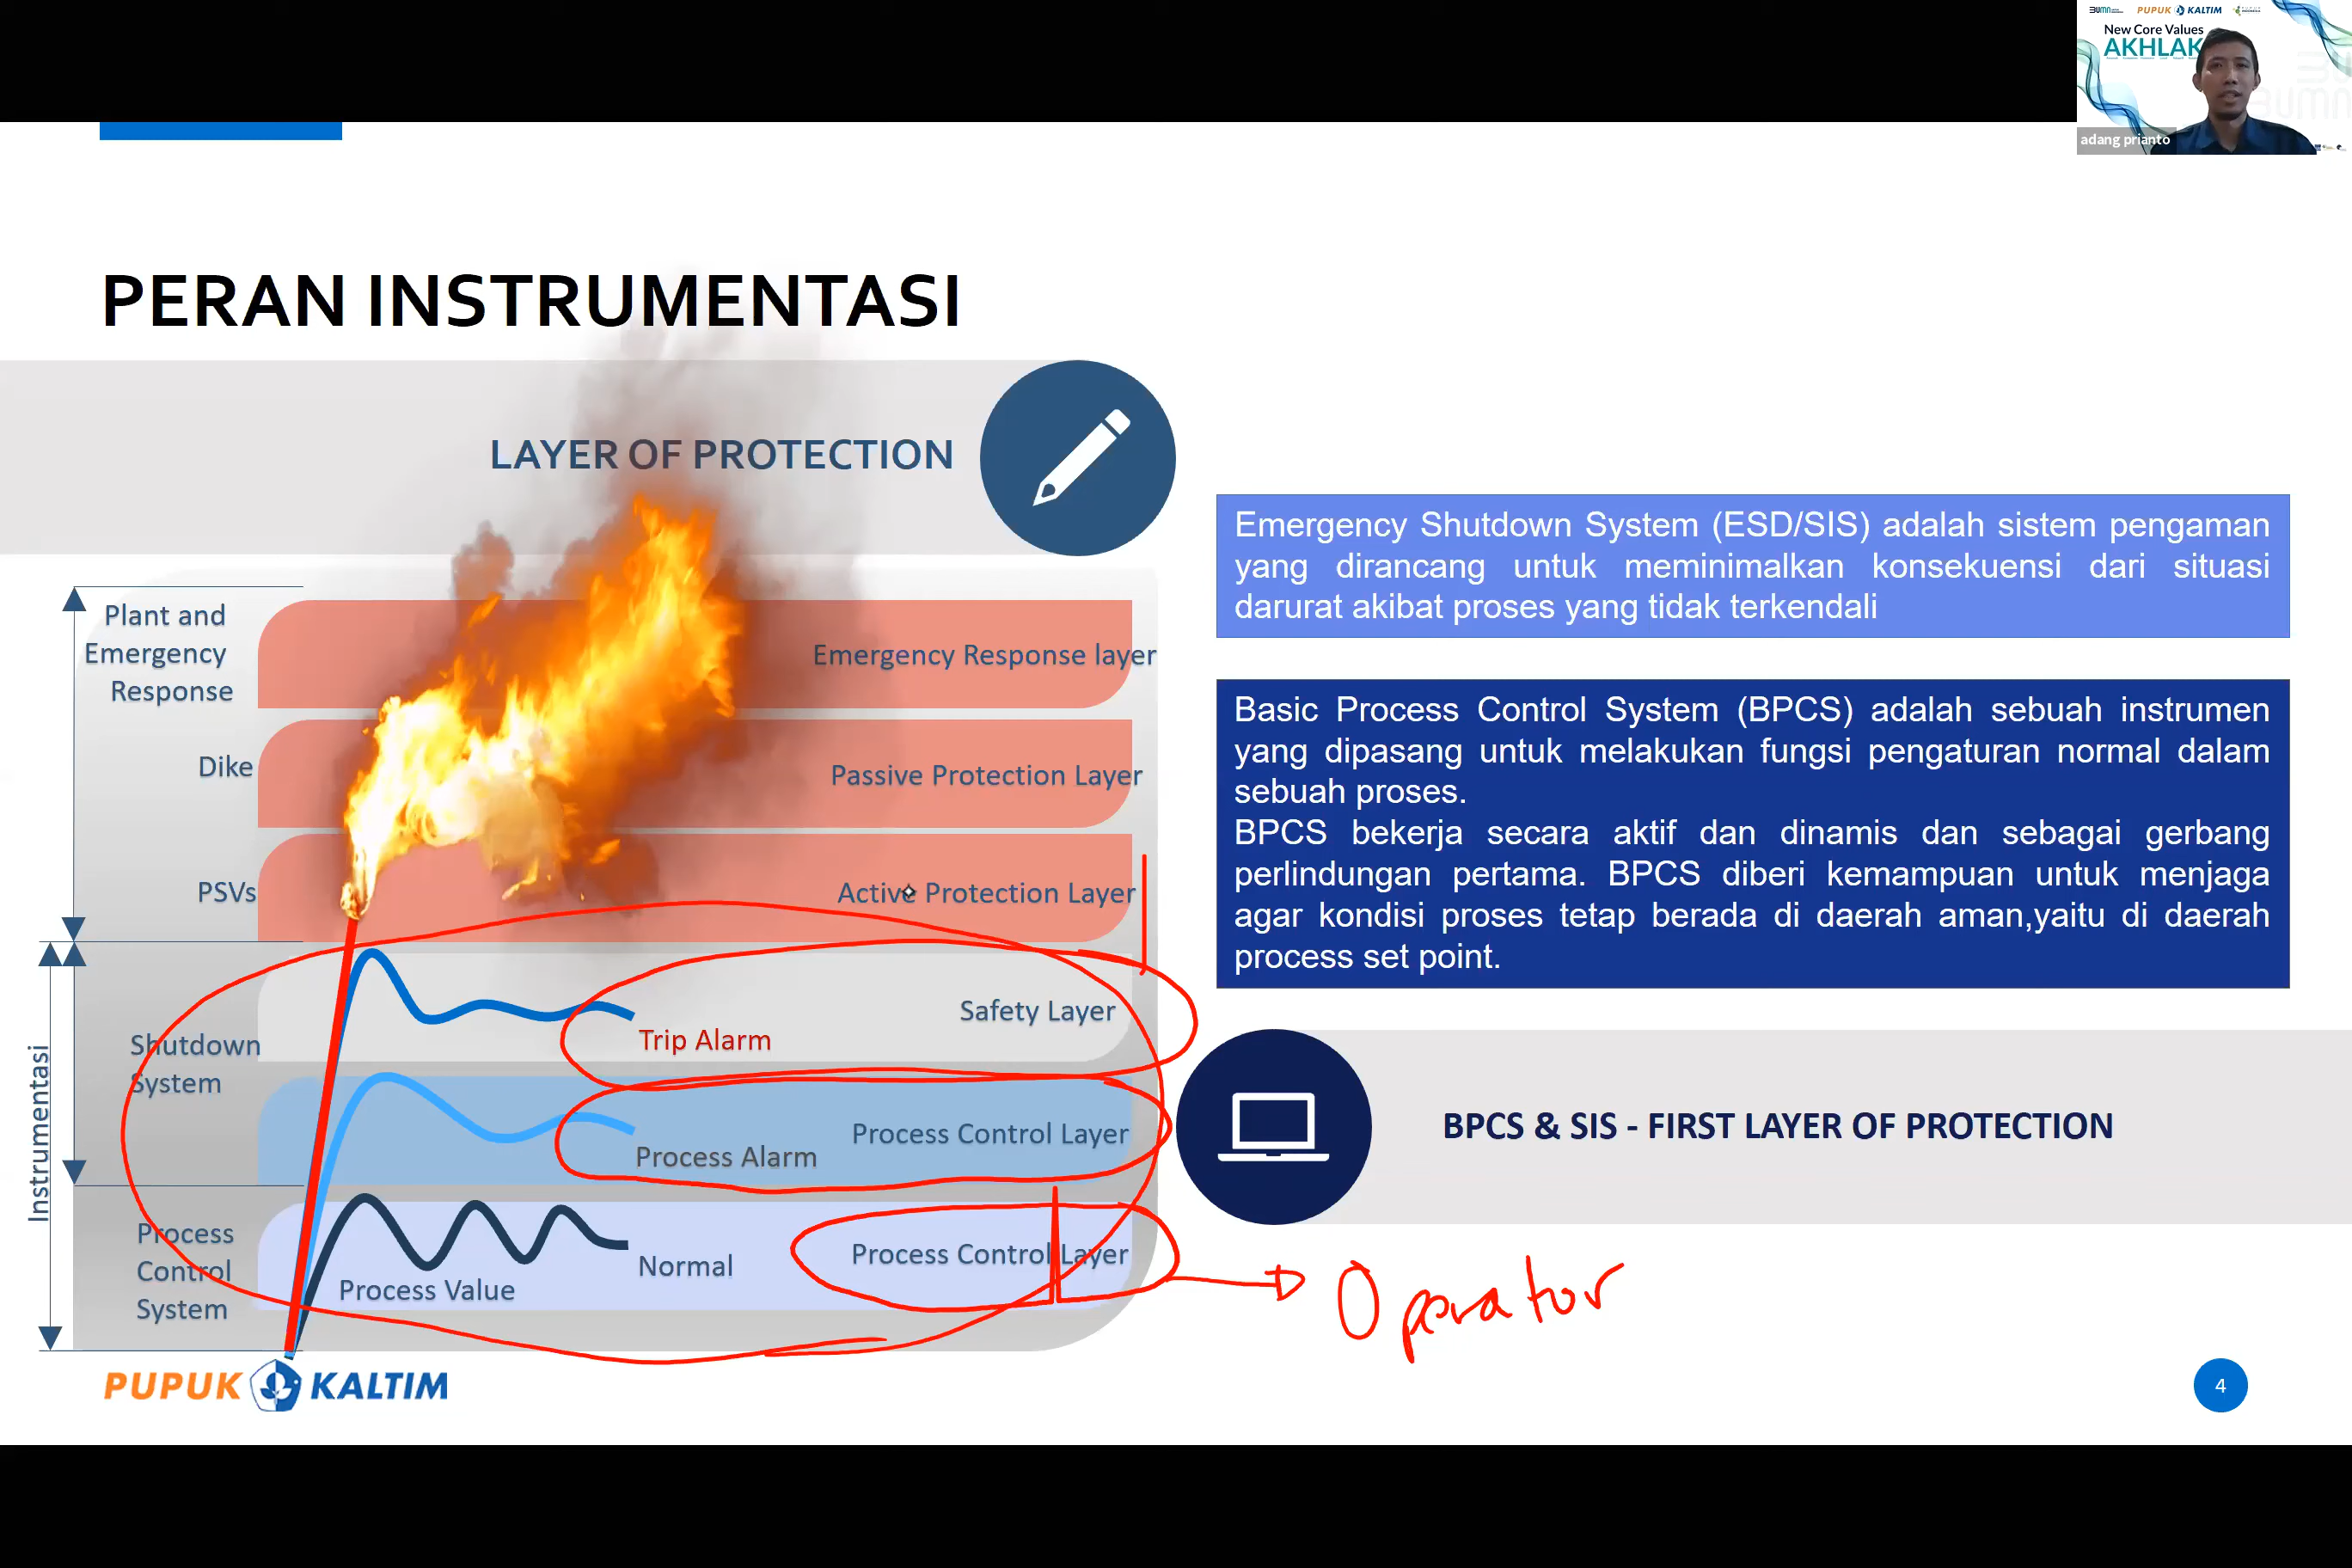 BUMN
PUPUK KALTIM
New Core Values
AKHLAK
BUMN
adang prianto
PERAN INSTRUMENTASI
LAYER OF PROTECTION
Plant and
Emergency
Response
Emergency Response layer
Dike
Passive Protection Layer
PSVs
Active Protection Layer
Instrumentasi
Shutdown
System
Trip Alarm
Safety Layer
Process Alarm
Process Control Layer
Process
Control
System
Process Value
Normal
Process Control Layer
Operator
Emergency Shutdown System (ESD/SIS) adalah sistem pengaman
yang dirancang untuk meminimalkan konsekuensi dari situasi
darurat akibat proses yang tidak terkendali
Basic Process Control System (BPCS) adalah sebuah instrumen
yang dipasang untuk melakukan fungsi pengaturan normal dalam
sebuah proses.
BPCS bekerja secara aktif dan dinamis dan sebagai gerbang
perlindungan pertama. BPCS diberi kemampuan untuk menjaga
agar kondisi proses tetap berada di daerah aman,yaitu di daerah
process set point.
BPCS & SIS - FIRST LAYER OF PROTECTION
PUPUK KALTIM
4